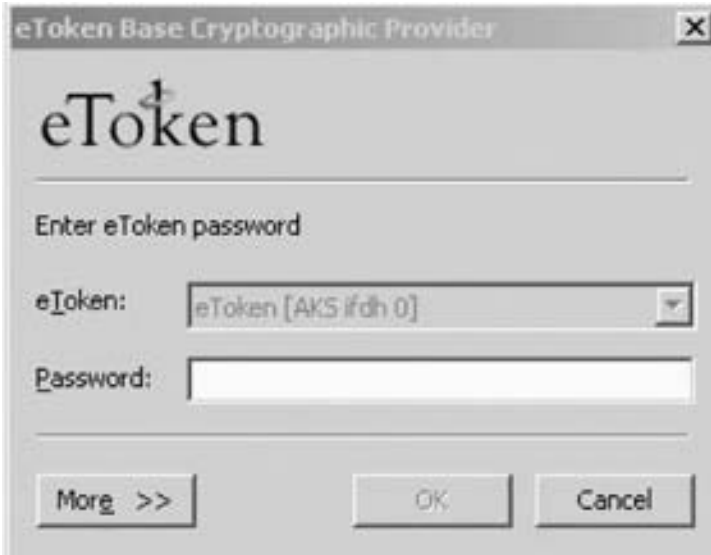 eToken Base Cryptographic Provider
eToken
Enter eToken password
eToken: eToken [AKS ifdh 0]
Password:
More >> OK Cancel